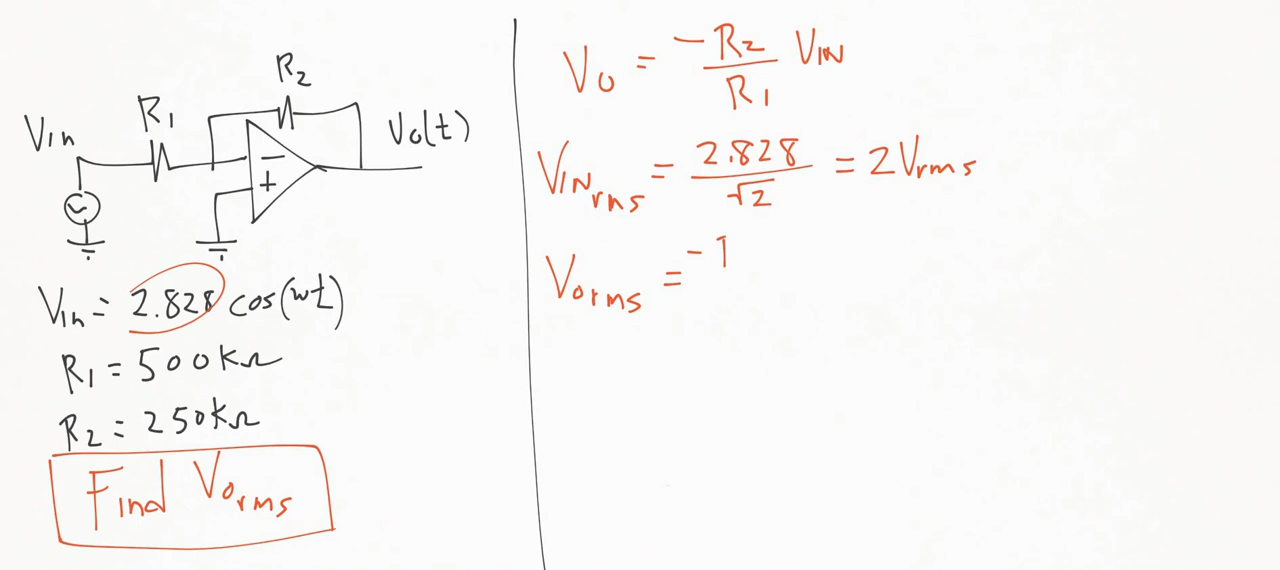 R2
R1
Vin
Vo(t)
−
+
Vin = 2.828 cos(wt)
R1 = 500kΩ
R2 = 250kΩ
Find Vorms
Vo = -R2/R1 VIN
VINrms = 2.828/√2 = 2Vrms
Vorms = -1